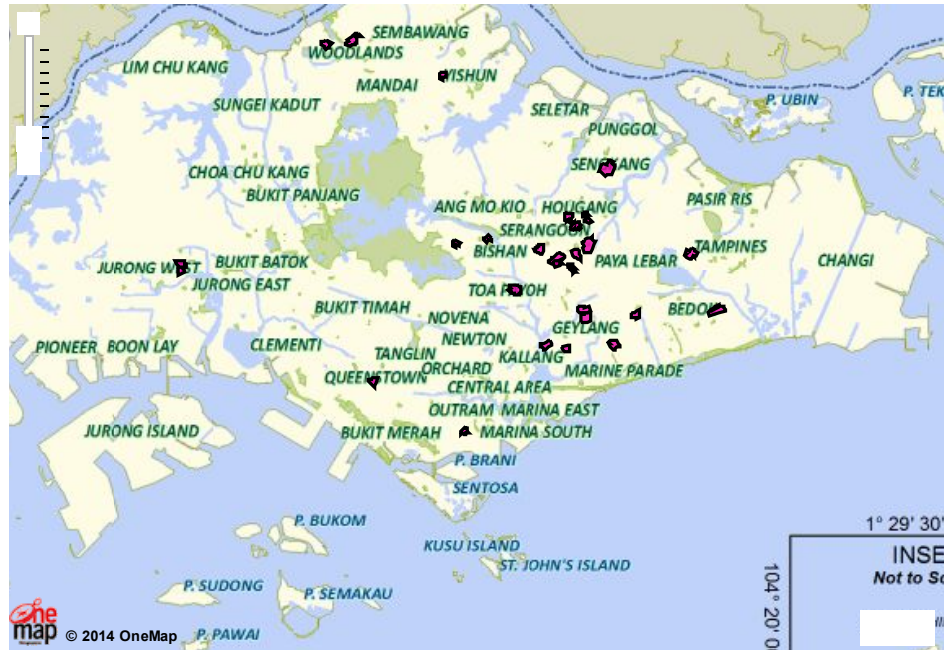 SEMBAWANG
WOODLANDS
LIM CHU KANG
YISHUN
MANDAI
SUNGEI KADUT
SELETAR
P. UBIN
P. TEK
PUNGGOL
SENGKANG
CHOA CHU KANG
BUKIT PANJANG
ANG MO KIO
HOUGANG
PASIR RIS
SERANGOON
BISHAN
TAMPINES
JURONG WEST
BUKIT BATOK
PAYA LEBAR
CHANGI
JURONG EAST
TOA PAYOH
BUKIT TIMAH
NOVENA
BEDOK
GEYLANG
PIONEER
BOON LAY
CLEMENTI
NEWTON
TANGLIN
KALLANG
ORCHARD
QUEENSTOWN
MARINE PARADE
CENTRAL AREA
OUTRAM
MARINA EAST
JURONG ISLAND
BUKIT MERAH
MARINA SOUTH
P. BRANI
SENTOSA
P. BUKOM
KUSU ISLAND
ST. JOHN'S ISLAND
P. SUDONG
P. SEMAKAU
P. PAWAI
1° 29' 30'
INSE
Not to Sc
104° 20' 0
One
map
© 2014 OneMap